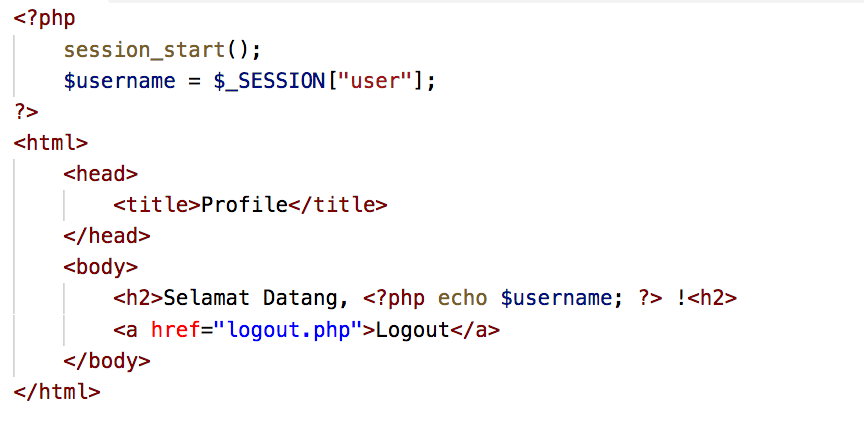 <?php
    session_start();
    $username = $_SESSION["user"];
?>
<html>
    <head>
        <title>Profile</title>
    </head>
    <body>
        <h2>Selamat Datang, <?php echo $username; ?> !<h2>
        <a href="logout.php">Logout</a>
    </body>
</html>